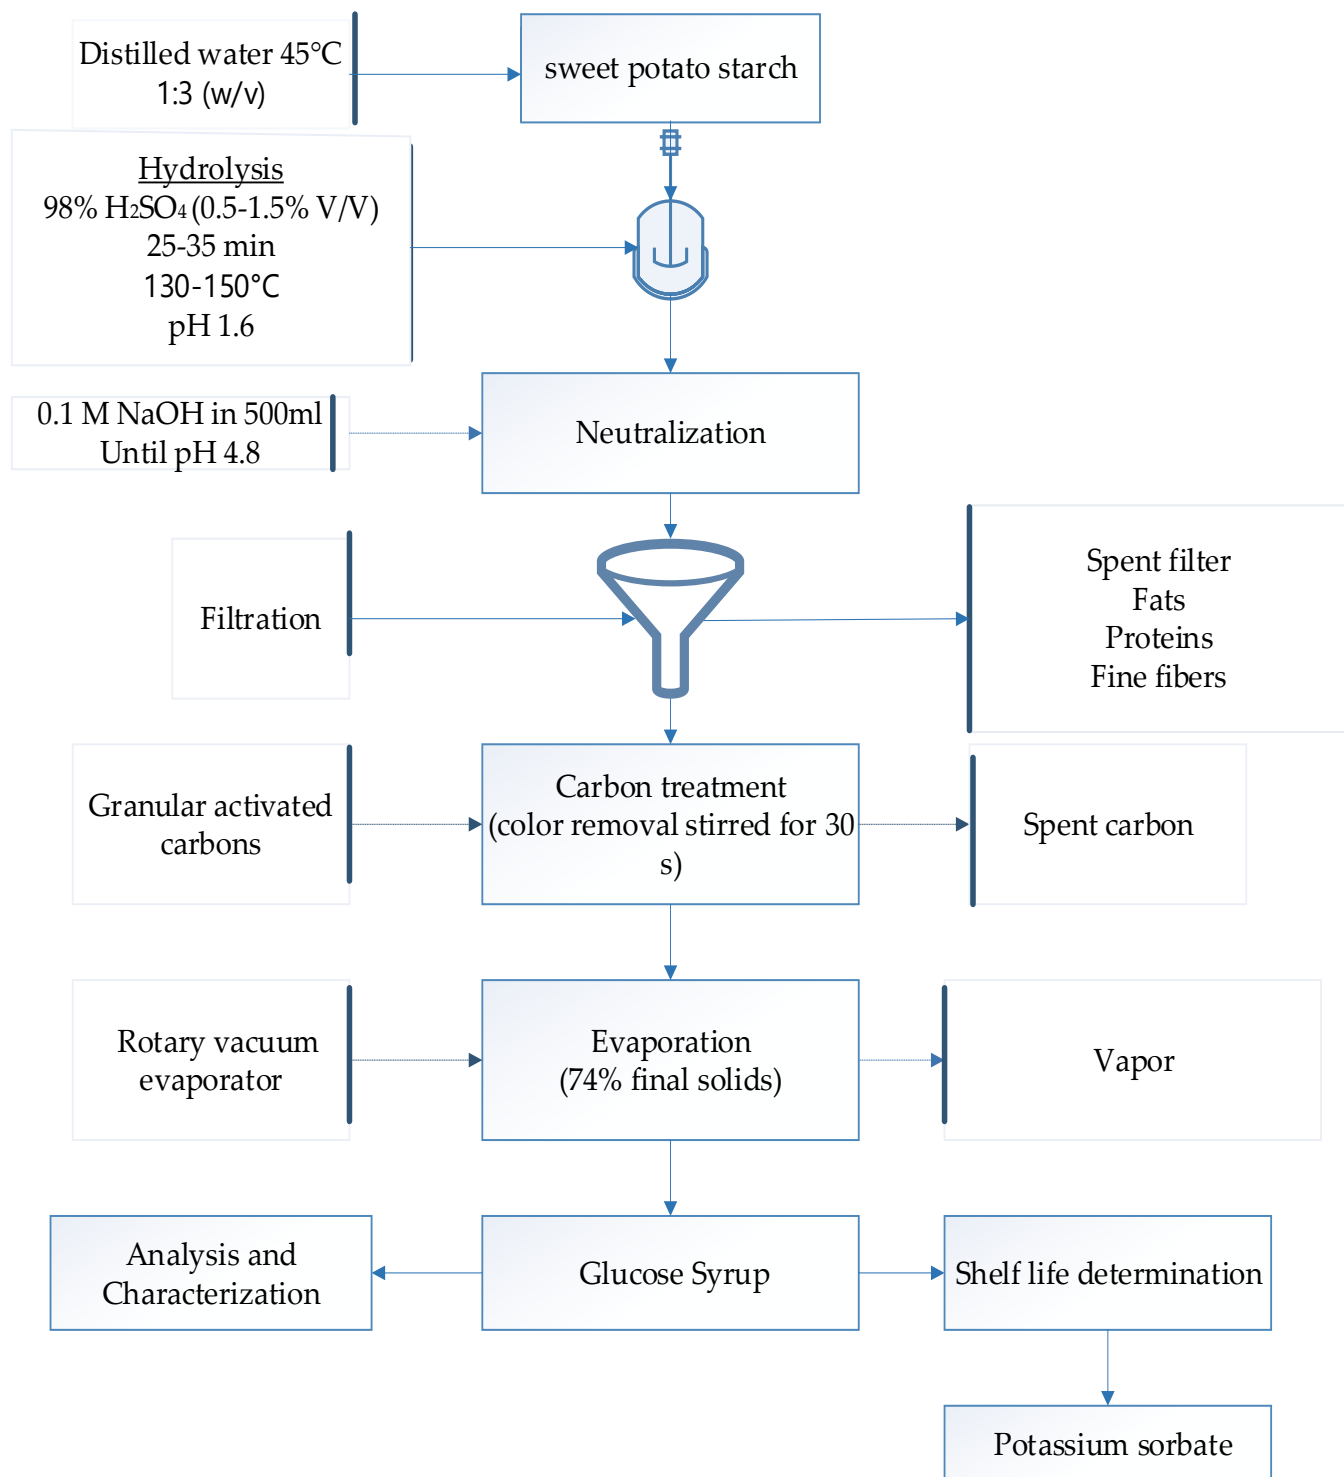 Distilled water 45°C
1:3 (w/v)
sweet potato starch
Hydrolysis
98% H₂SO₄ (0.5-1.5% V/V)
25-35 min
130-150°C
pH 1.6
0.1 M NaOH in 500ml
Until pH 4.8
Neutralization
Filtration
Spent filter
Fats
Proteins
Fine fibers
Granular activated
carbons
Carbon treatment
(color removal stirred for 30
s)
Spent carbon
Rotary vacuum
evaporator
Evaporation
(74% final solids)
Vapor
Analysis and
Characterization
Glucose Syrup
Shelf life determination
Potassium sorbate